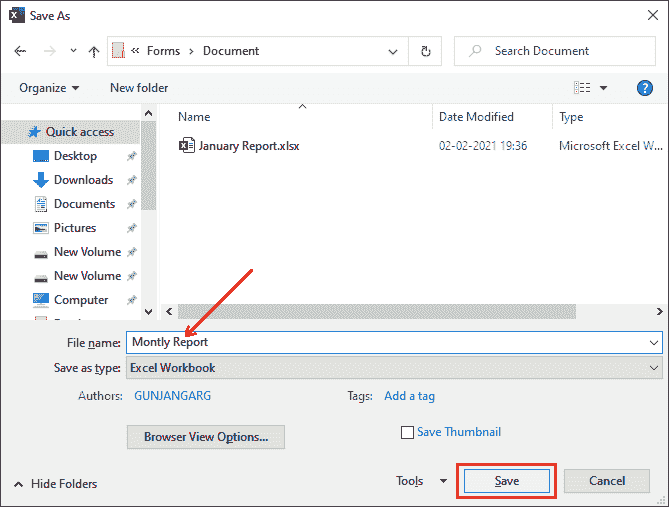 Save As
« Forms > Document
Search Document
Organize
New folder
?
Name
Date Modified
Type
Quick access
Desktop
Downloads
Documents
Pictures
New Volume
New Volume
Computer
January Report.xlsx
02-02-2021 19:36
Microsoft Excel W...
File name:
Montly Report
Save as type:
Excel Workbook
Authors:
GUNJANGARG
Tags:
Add a tag
Browser View Options...
Save Thumbnail
Hide Folders
Tools
Save
Cancel